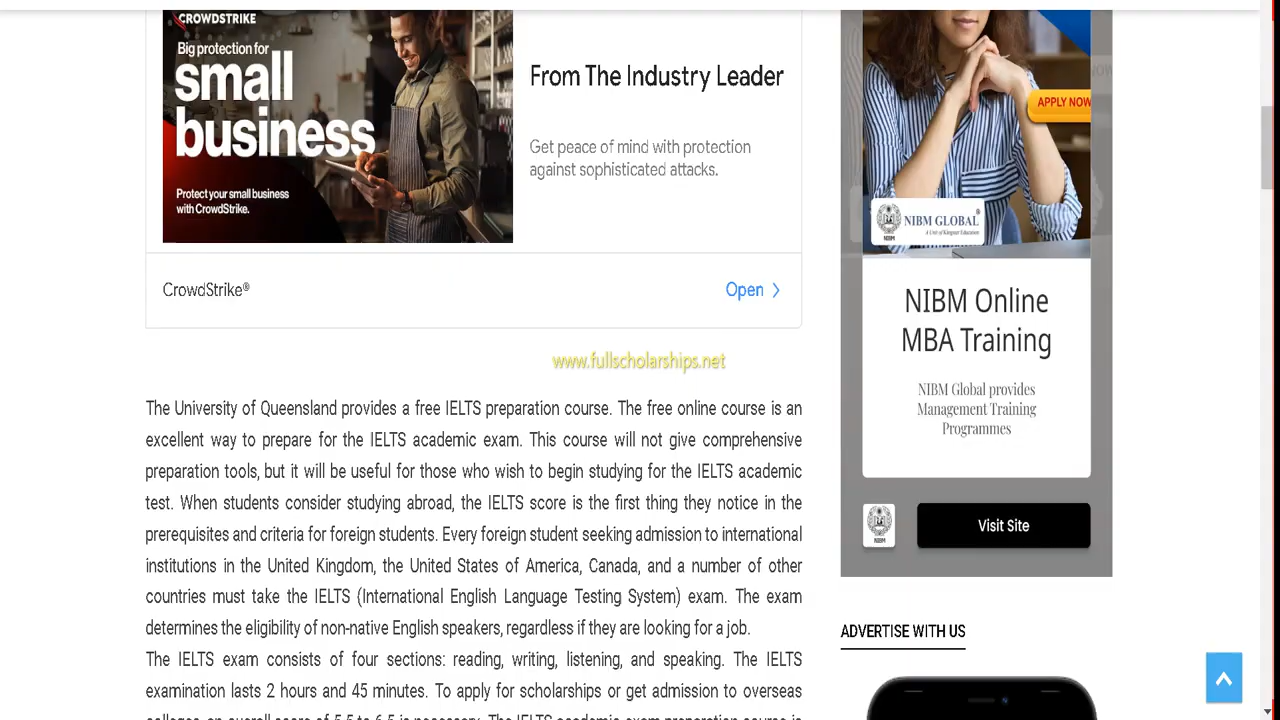 CROWDSTRIKE
Big protection for
small
business
Protect your small business
with CrowdStrike.
From The Industry Leader
Get peace of mind with protection
against sophisticated attacks.
CrowdStrike®
Open
www.fullscholarships.net
The University of Queensland provides a free IELTS preparation course. The free online course is an
excellent way to prepare for the IELTS academic exam. This course will not give comprehensive
preparation tools, but it will be useful for those who wish to begin studying for the IELTS academic
test. When students consider studying abroad, the IELTS score is the first thing they notice in the
prerequisites and criteria for foreign students. Every foreign student seeking admission to international
institutions in the United Kingdom, the United States of America, Canada, and a number of other
countries must take the IELTS (International English Language Testing System) exam. The exam
determines the eligibility of non-native English speakers, regardless if they are looking for a job.
The IELTS exam consists of four sections: reading, writing, listening, and speaking. The IELTS
examination lasts 2 hours and 45 minutes. To apply for scholarships or get admission to overseas
APPLY NOW
NIBM GLOBAL
A Unit of Kingster Education
NIBM
NIBM Online
MBA Training
NIBM Global provides
Management Training
Programmes
NIBM
Visit Site
ADVERTISE WITH US